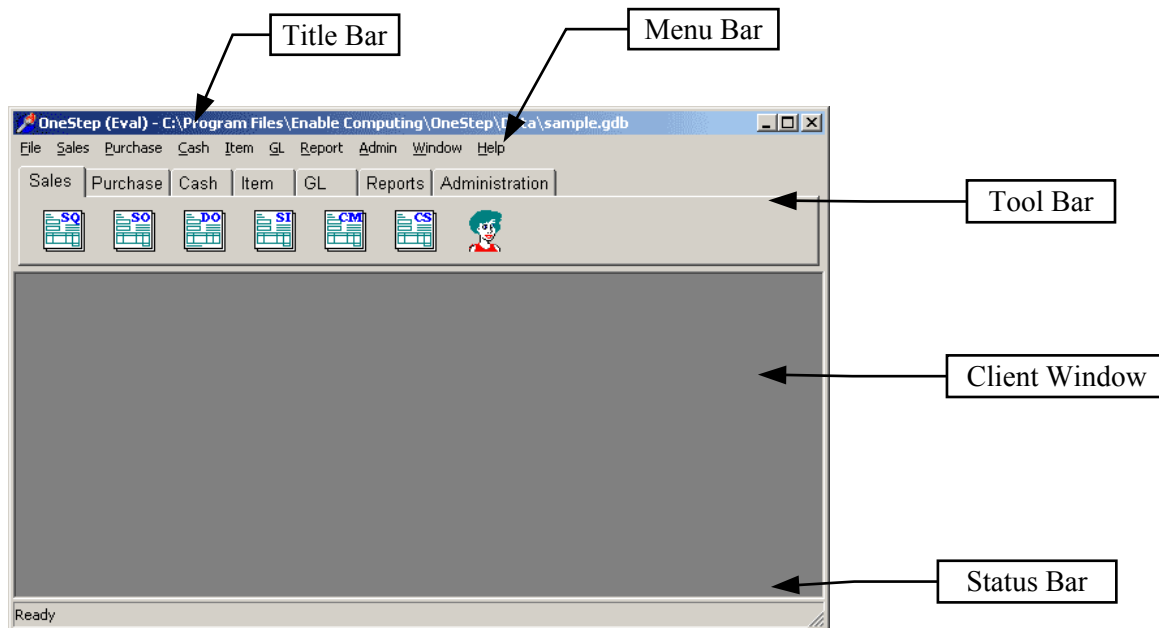 Title Bar
Menu Bar
OneStep (Eval) - C:\Program Files\Enable Computing\OneStep\Data\sample.gdb
File Sales Purchase Cash Item GL Report Admin Window Help
Sales Purchase Cash Item GL Reports Administration
Tool Bar
SQ SO DO SI CM CS
Client Window
Status Bar
Ready